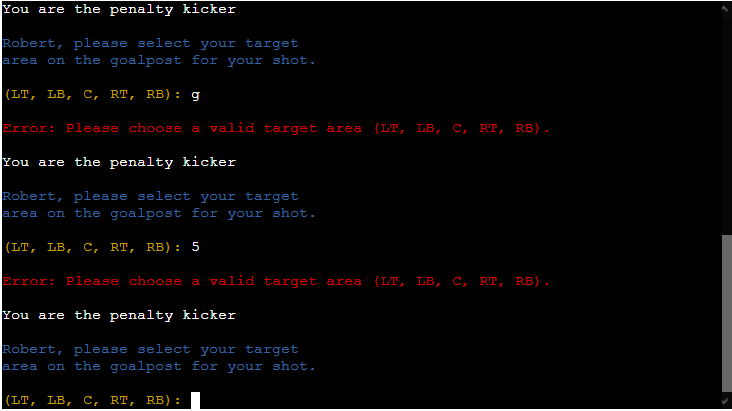 You are the penalty kicker
Robert, please select your target
area on the goalpost for your shot.
(LT, LB, C, RT, RB): g
Error: Please choose a valid target area (LT, LB, C, RT, RB).
You are the penalty kicker
Robert, please select your target
area on the goalpost for your shot.
(LT, LB, C, RT, RB): 5
Error: Please choose a valid target area (LT, LB, C, RT, RB).
You are the penalty kicker
Robert, please select your target
area on the goalpost for your shot.
(LT, LB, C, RT, RB):